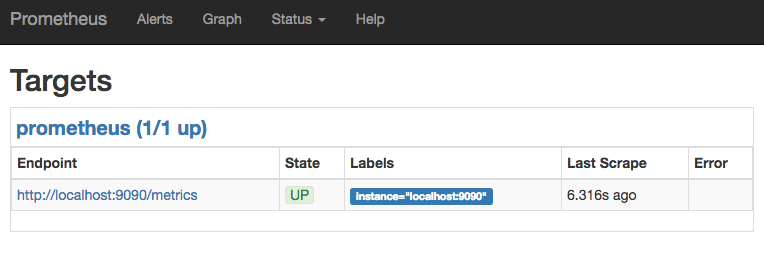 Prometheus Alerts Graph Status Help
Targets
prometheus (1/1 up)
Endpoint State Labels Last Scrape Error
http://localhost:9090/metrics UP instance="localhost:9090" 6.316s ago